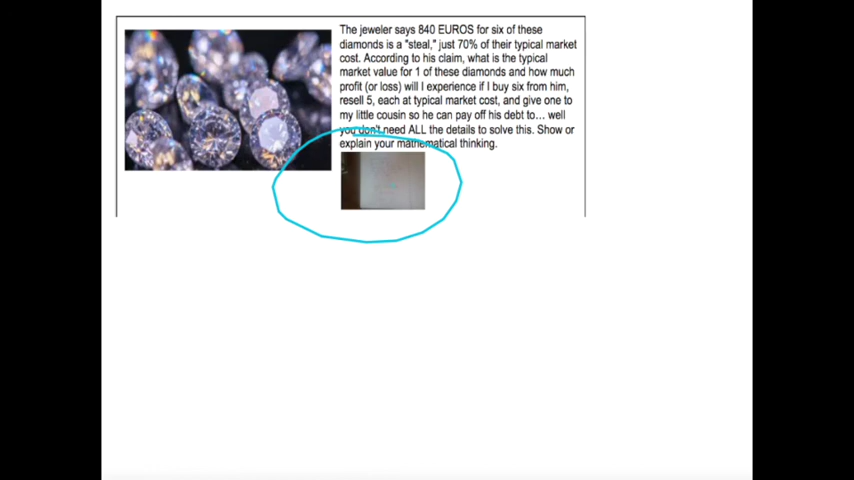 The jeweler says 840 EUROS for six of these
diamonds is a "steal," just 70% of their typical market
cost. According to his claim, what is the typical
market value for 1 of these diamonds and how much
profit (or loss) will I experience if I buy six from him,
resell 5, each at typical market cost, and give one to
my little cousin so he can pay off his debt to... well
you don't need ALL the details to solve this. Show or
explain your mathematical thinking.